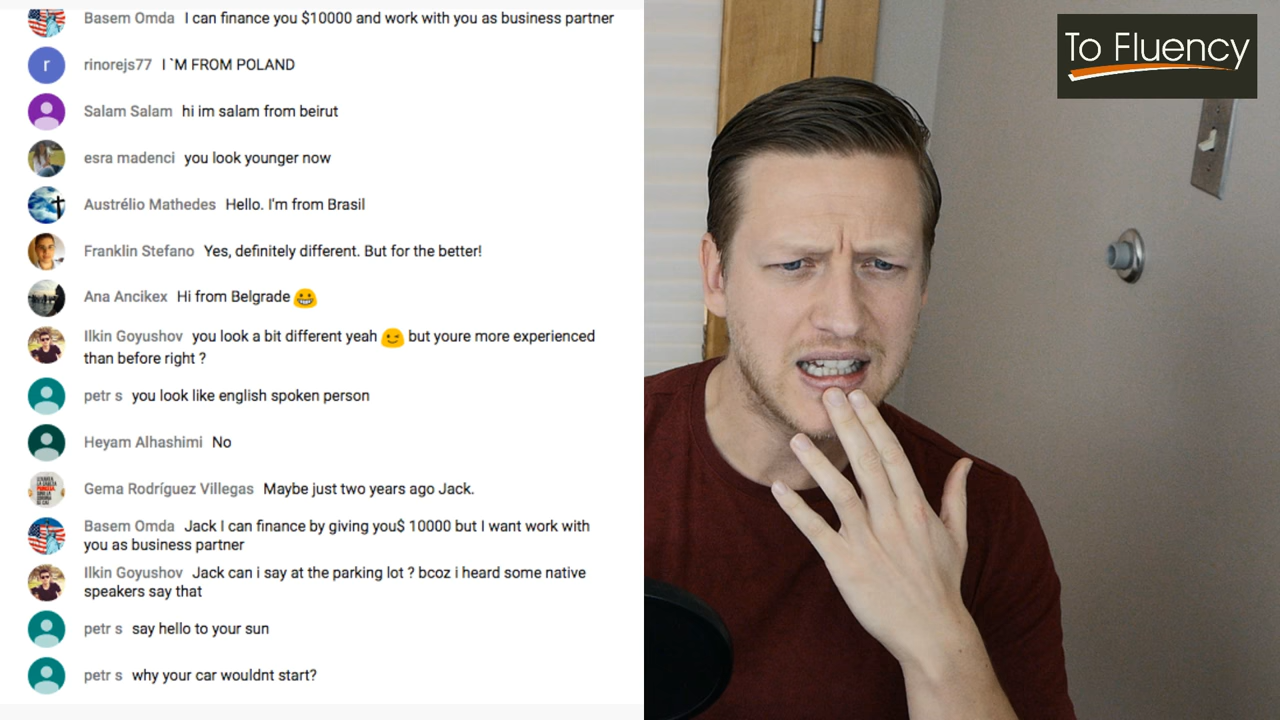 Basem Omda I can finance you $10000 and work with you as business partner
r rinorejs77 I `M FROM POLAND
Salam Salam hi im salam from beirut
esra madenci you look younger now
Austrélio Mathedes Hello. I'm from Brasil
Franklin Stefano Yes, definitely different. But for the better!
Ana Ancikex Hi from Belgrade 😁
Ilkin Goyushov you look a bit different yeah 😉 but youre more experienced
than before right ?
petr s you look like english spoken person
Heyam Alhashimi No
Gema Rodríguez Villegas Maybe just two years ago Jack.
Basem Omda Jack I can finance by giving you$ 10000 but I want work with
you as business partner
Ilkin Goyushov Jack can i say at the parking lot ? bcoz i heard some native
speakers say that
petr s say hello to your sun
petr s why your car wouldnt start?
To Fluency